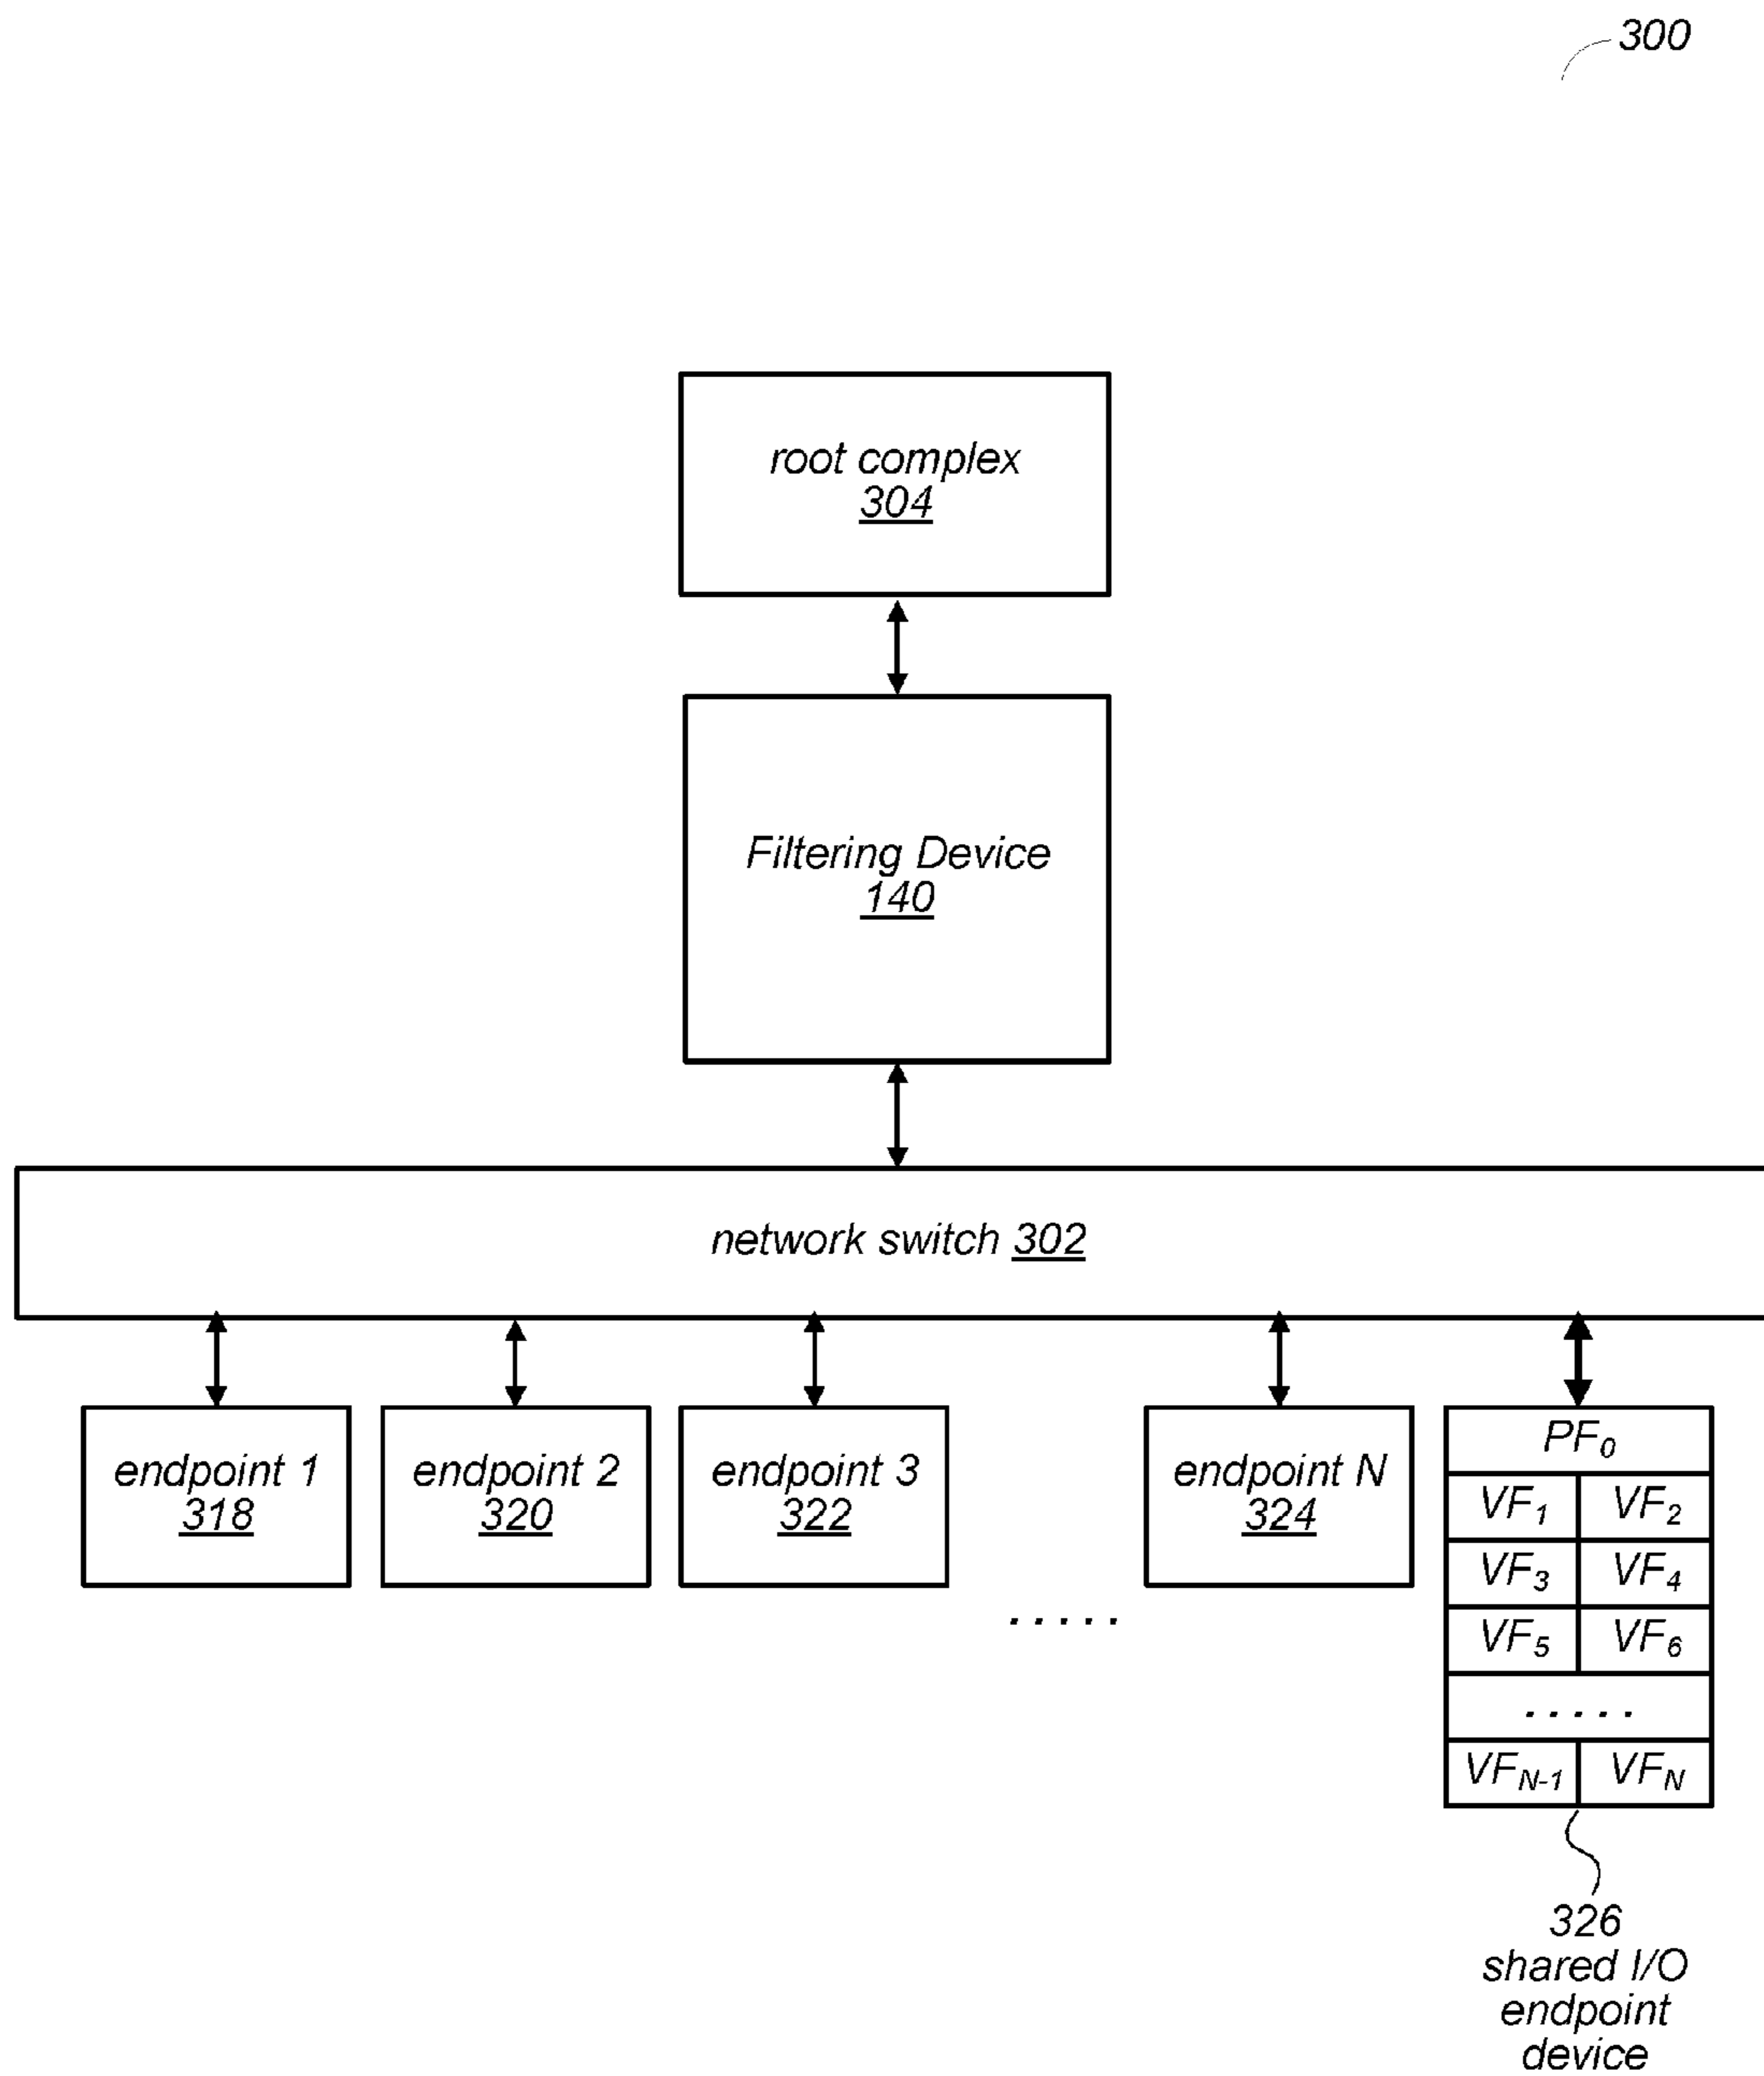 300
root complex
304
Filtering Device
140
network switch 302
endpoint 1
318
endpoint 2
320
endpoint 3
322
.....
endpoint N
324
PF0
VF1 VF2
VF3 VF4
VF5 VF6
.....
VFN-1 VFN
326
shared I/O
endpoint
device